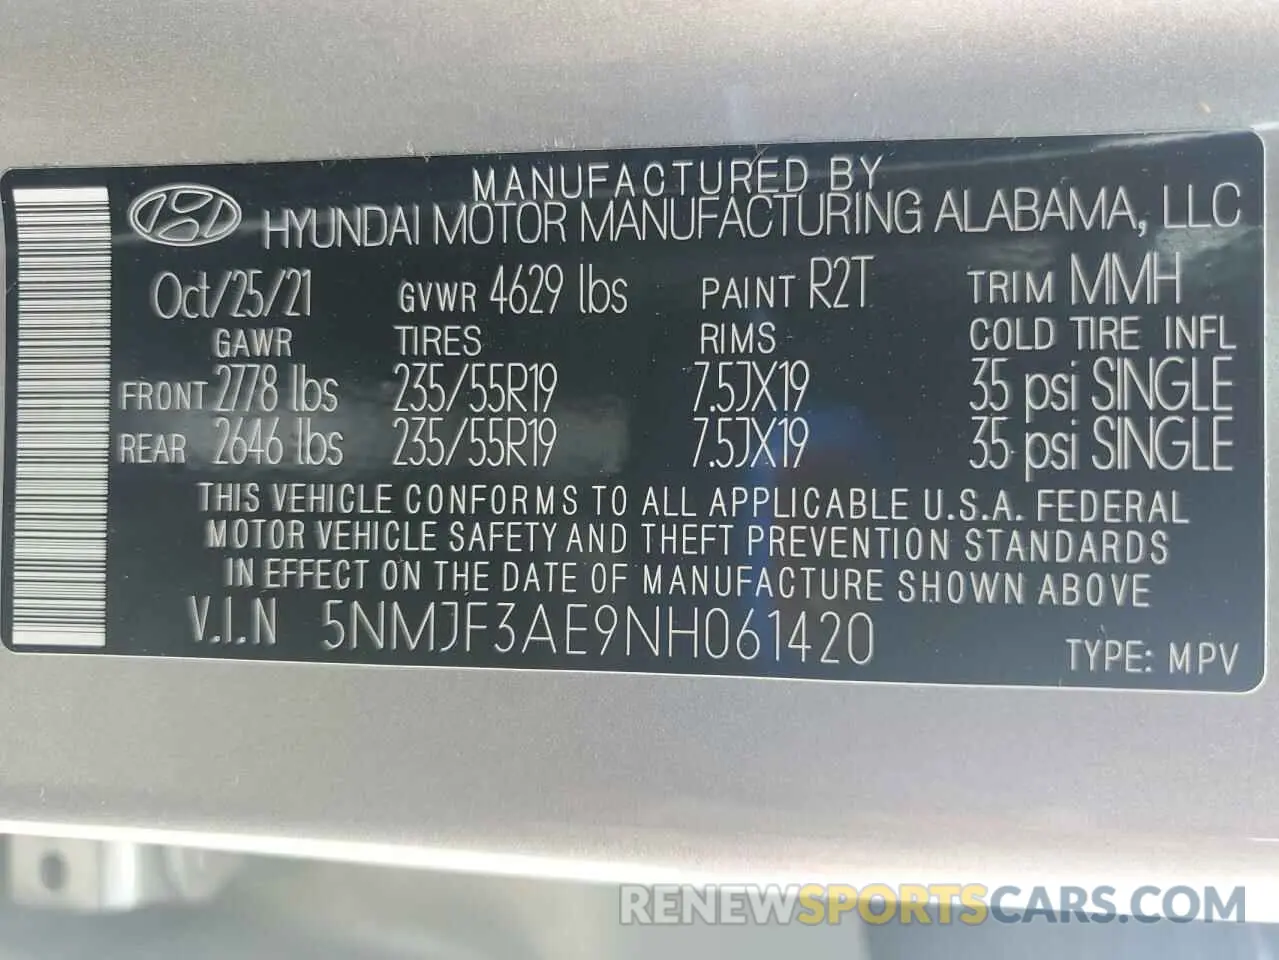 MANUFACTURED BY
HYUNDAI MOTOR MANUFACTURING ALABAMA, LLC
Oct/25/21 GVWR 4629 lbs PAINT R2T TRIM MMH
GAWR TIRES RIMS COLD TIRE INFL
FRONT 2778 lbs 235/55R19 7.5JX19 35 psi SINGLE
REAR 2646 lbs 235/55R19 7.5JX19 35 psi SINGLE
THIS VEHICLE CONFORMS TO ALL APPLICABLE U.S.A. FEDERAL
MOTOR VEHICLE SAFETY AND THEFT PREVENTION STANDARDS
IN EFFECT ON THE DATE OF MANUFACTURE SHOWN ABOVE
V.I.N 5NMJF3AE9NH061420 TYPE: MPV
RENEWSPORTSCARS.COM